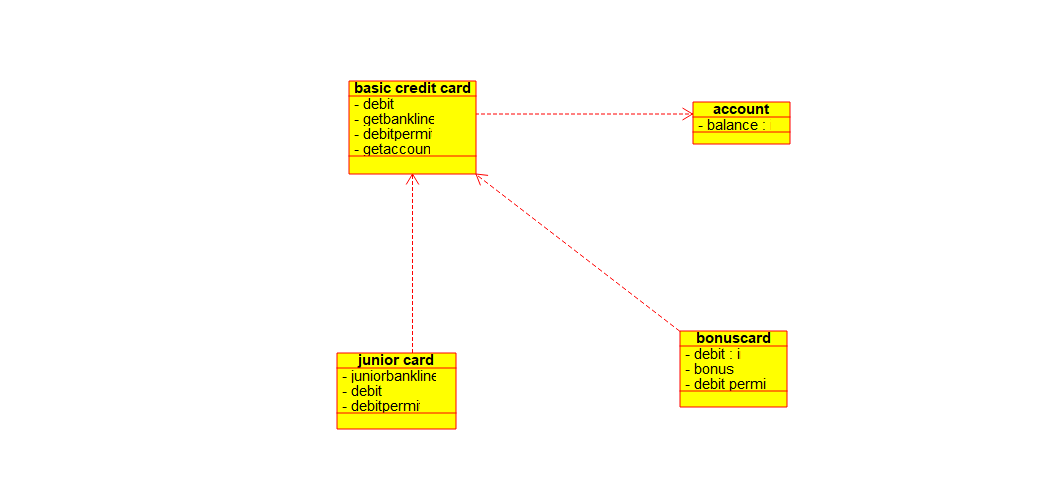 basic credit card
- debit
- getbankline
- debitpermi
- getaccoun
account
- balance :
junior card
- juniorbankline
- debit
- debitpermi
bonuscard
- debit : i
- bonus
- debit permi